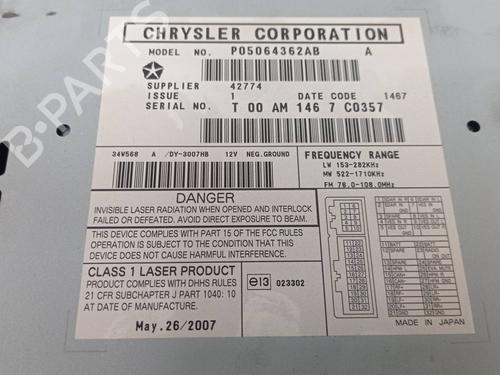 CHRYSLER CORPORATION
MODEL NO. P05064362AB A
SUPPLIER 42774
ISSUE 1 DATE CODE 1467
SERIAL NO. T 00 AM 146 7 C0357
34W568 A /DY-3007HB 12V NEG.GROUND
FREQUENCY RANGE
LW 153-282KHz
MW 522-1710KHz
FM 76.0-108.0MHz
DANGER
INVISIBLE LASER RADIATION WHEN OPENED AND INTERLOCK
FAILED OR DEFEATED. AVOID DIRECT EXPOSURE TO BEAM.
THIS DEVICE COMPLIES WITH PART 15 OF THE FCC RULES
OPERATION IS SUBJECT TO THE CONDITION THAT THIS
DEVICE DOES NOT CAUSE HARMFUL INTERFERENCE.
CLASS 1 LASER PRODUCT
PRODUCT COMPLIES WITH DHHS RULES
21 CFR SUBCHAPTER J PART 1040: 10
AT DATE OF MANUFACTURE.
e13 023302
May.26/2007
MADE IN JAPAN
B-PARTS